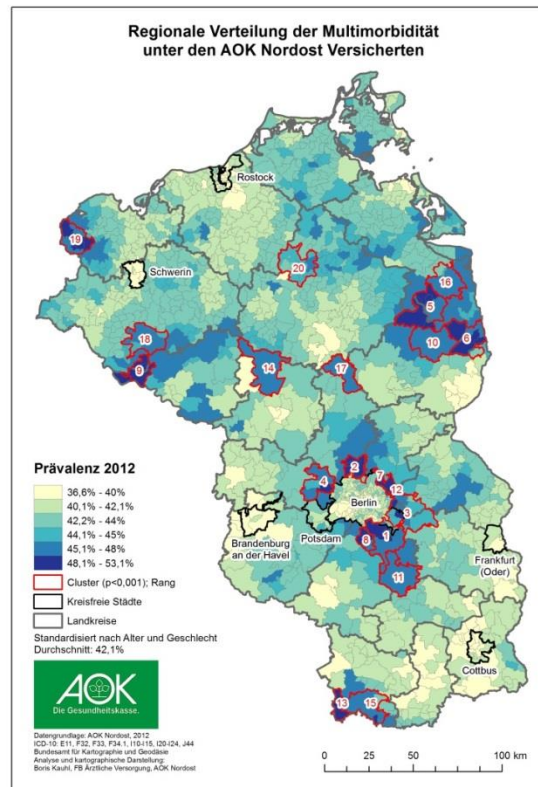 Regionale Verteilung der Multimorbidität
unter den AOK Nordost Versicherten
Rostock
19
Schwerin
20
16
5
10
6
18
9
14
17
2
7
4
12
Berlin
3
Brandenburg
an der Havel
Potsdam
8
1
11
Frankfurt
(Oder)
Cottbus
13
15
Prävalenz 2012
36,6% - 40%
40,1% - 42,1%
42,2% - 44%
44,1% - 45%
45,1% - 48%
48,1% - 53,1%
Cluster (p<0,001); Rang
Kreisfreie Städte
Landkreise
Standardisiert nach Alter und Geschlecht
Durchschnitt: 42,1%
AOK
Die Gesundheitskasse.
Datengrundlage: AOK Nordost, 2012
ICD-10: E11, F32, F33, F34.1, I10-I15, I20-I24, J44
Bundesamt für Kartographie und Geodäsie
Analyse und kartographische Darstellung:
Boris Kauhl, FB Ärztliche Versorgung, AOK Nordost
0 25 50 100 km